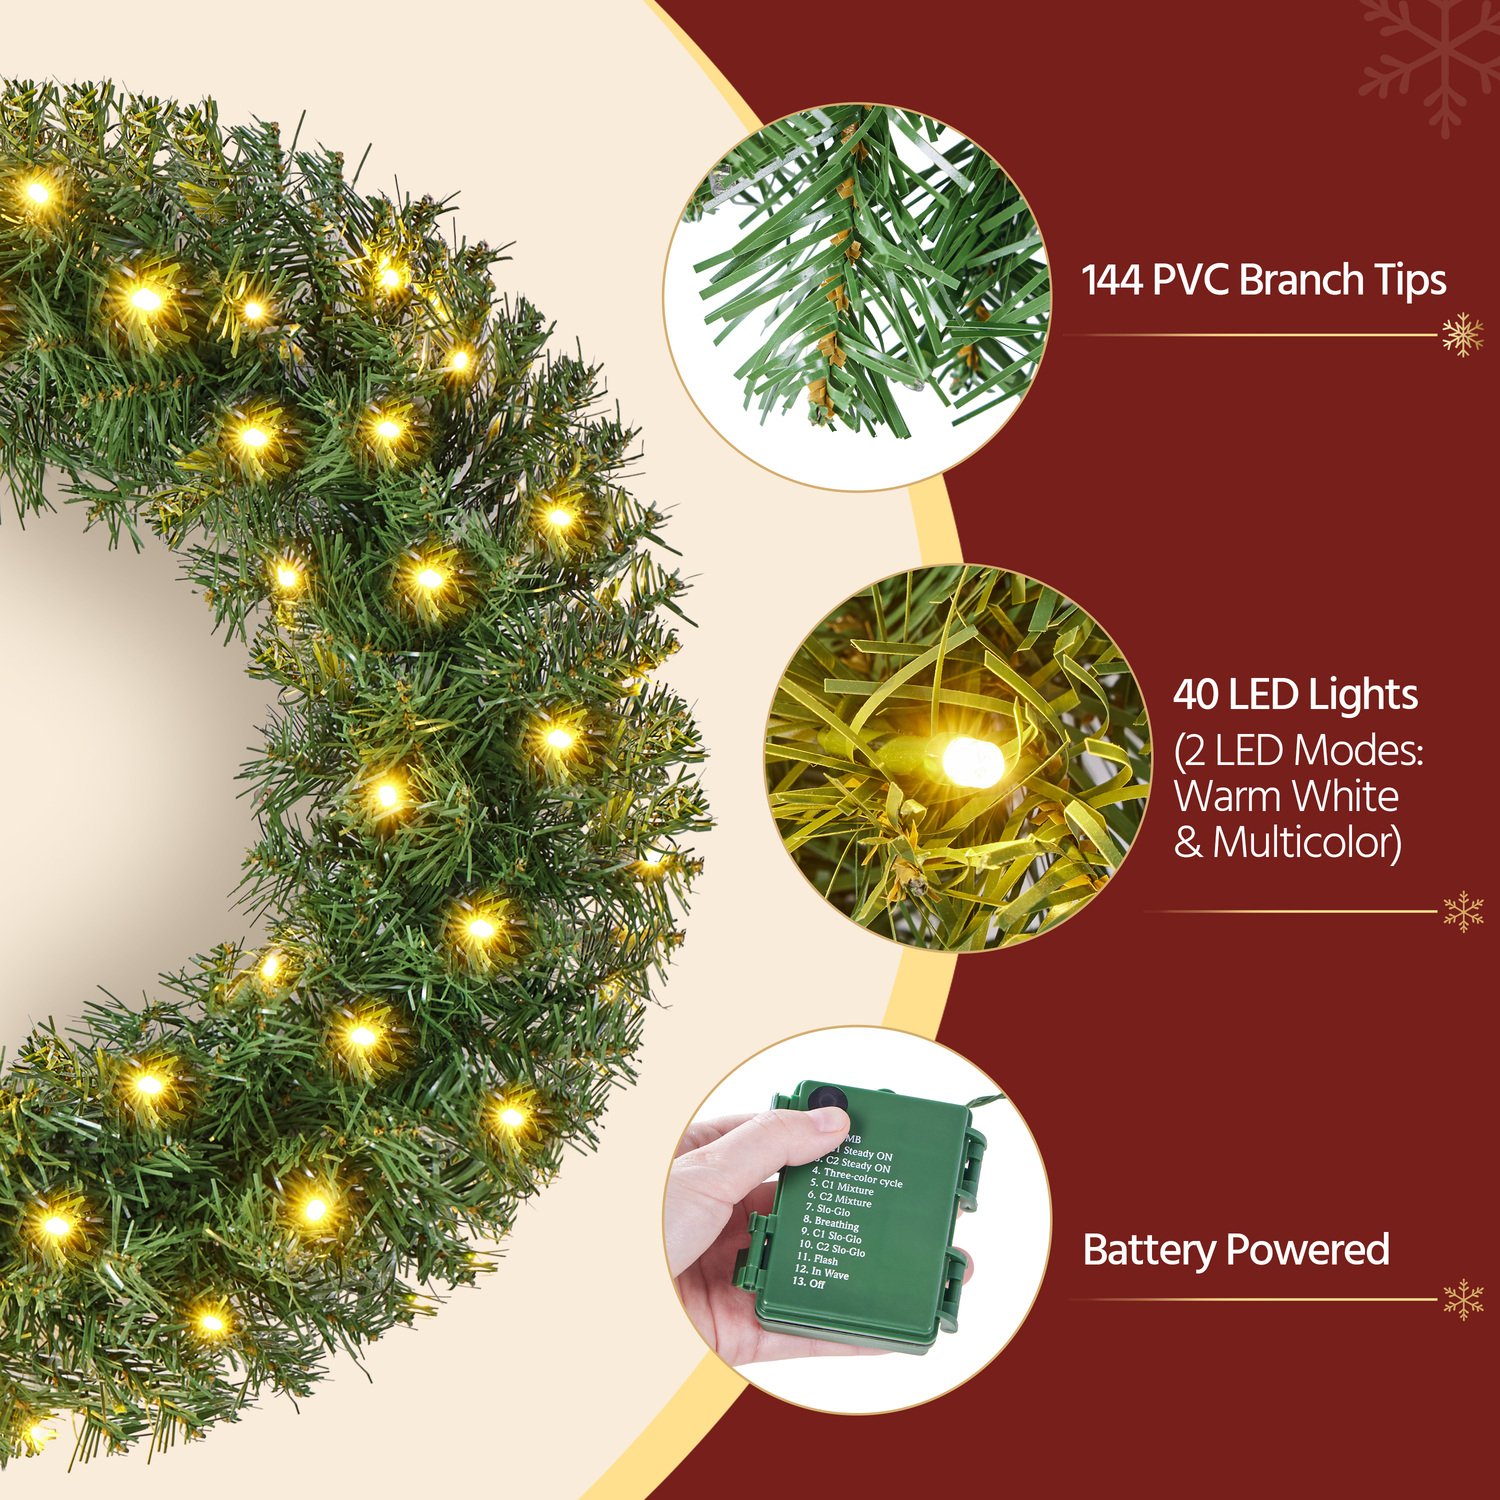 144 PVC Branch Tips
40 LED Lights
(2 LED Modes:
Warm White
& Multicolor)
Battery Powered
MB
Steady ON
C2 Steady ON
4. Three-color cycle
5. C1 Mixture
6. C2 Mixture
7. Slo-Glo
8. Breathing
9. C1 Slo-Glo
10. C2 Slo-Glo
11. Flash
12. In Wave
13. Off